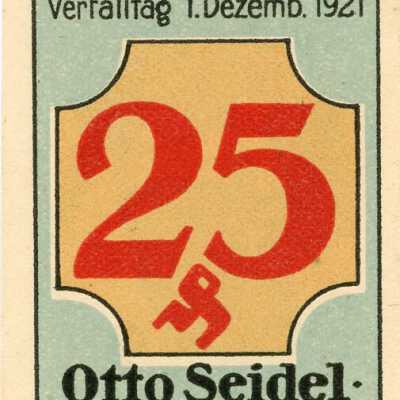 Verfalltag 1. Dezemb. 1921
25
Otto Seidel·